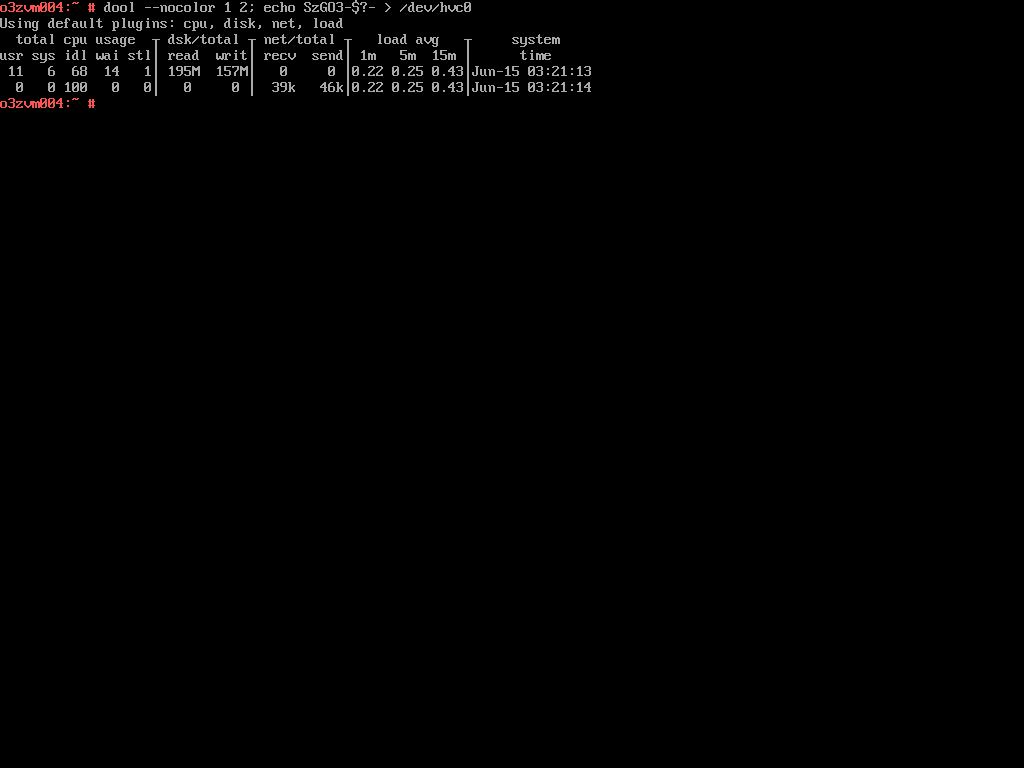 o3zvm004:~ # dool --nocolor 1 2; echo SzGO3-$?- > /dev/hvc0
Using default plugins: cpu, disk, net, load
  total cpu usage  ┬ dsk/total ┬ net/total ┬   load avg   ┬     system
usr sys idl wai stl│ read  writ│ recv  send│ 1m   5m  15m │      time
 11   6  68  14   1│ 195M  157M│   0     0 │0.22 0.25 0.43│Jun-15 03:21:13
  0   0 100   0   0│   0     0 │  39k   46k│0.22 0.25 0.43│Jun-15 03:21:14
o3zvm004:~ #